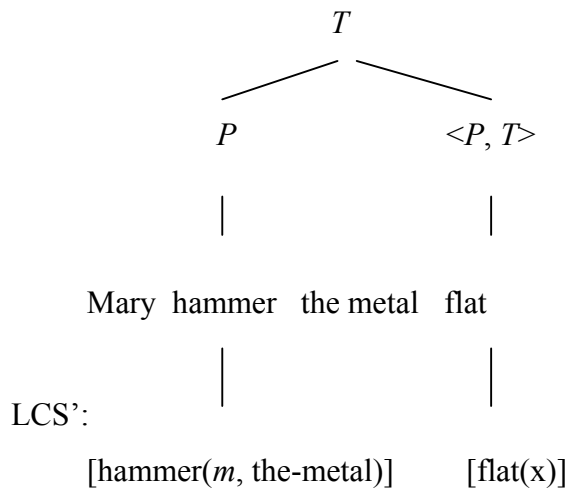 T
P <P, T>
Mary hammer the metal flat
LCS’:
[hammer(m, the-metal)] [flat(x)]